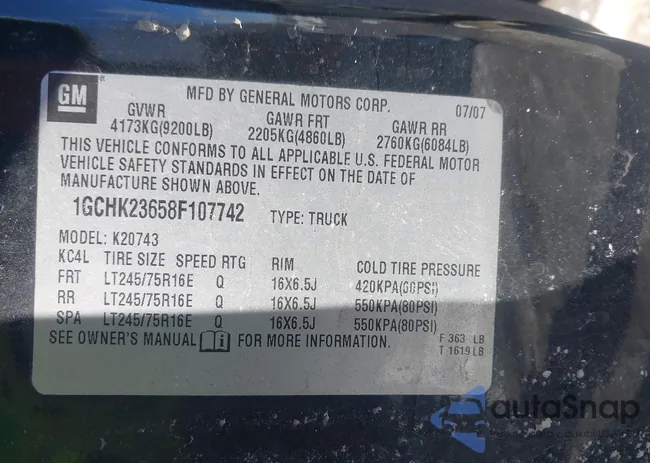 GM
MFD BY GENERAL MOTORS CORP.
07/07
GVWR GAWR FRT GAWR RR
4173KG(9200LB) 2205KG(4860LB) 2760KG(6084LB)
THIS VEHICLE CONFORMS TO ALL APPLICABLE U.S. FEDERAL MOTOR
VEHICLE SAFETY STANDARDS IN EFFECT ON THE DATE OF
MANUFACTURE SHOWN ABOVE.
1GCHK23658F107742 TYPE: TRUCK
MODEL: K20743
KC4L TIRE SIZE SPEED RTG RIM COLD TIRE PRESSURE
FRT LT245/75R16E Q 16X6.5J 420KPA(60PSI)
RR LT245/75R16E Q 16X6.5J 550KPA(80PSI)
SPA LT245/75R16E Q 16X6.5J 550KPA(80PSI)
SEE OWNER'S MANUAL i FOR MORE INFORMATION.
F 363 LB
T 1619 LB
autaSnap